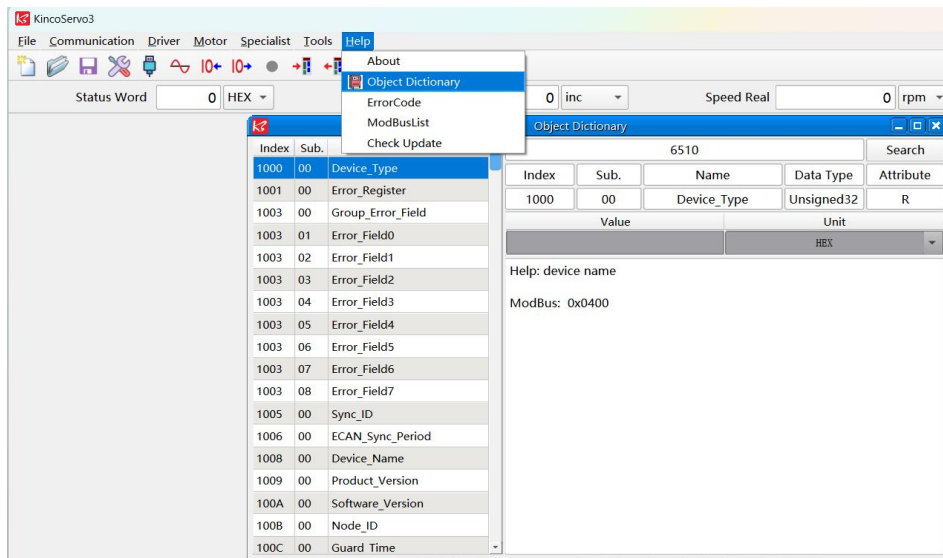 KincoServo3
File Communication Driver Motor Specialist Tools Help
About
Object Dictionary
ErrorCode
ModBusList
Check Update
Status Word 0 HEX 0 inc Speed Real 0 rpm
Object Dictionary
Index Sub. 6510 Search
1000 00 Device_Type
1001 00 Error_Register
1003 00 Group_Error_Field
1003 01 Error_Field0
1003 02 Error_Field1
1003 03 Error_Field2
1003 04 Error_Field3
1003 05 Error_Field4
1003 06 Error_Field5
1003 07 Error_Field6
1003 08 Error_Field7
1005 00 Sync_ID
1006 00 ECAN_Sync_Period
1008 00 Device_Name
1009 00 Product_Version
100A 00 Software_Version
100B 00 Node_ID
100C 00 Guard Time
Index Sub. Name Data Type Attribute
1000 00 Device_Type Unsigned32 R
Value Unit
HEX
Help: device name
ModBus: 0x0400